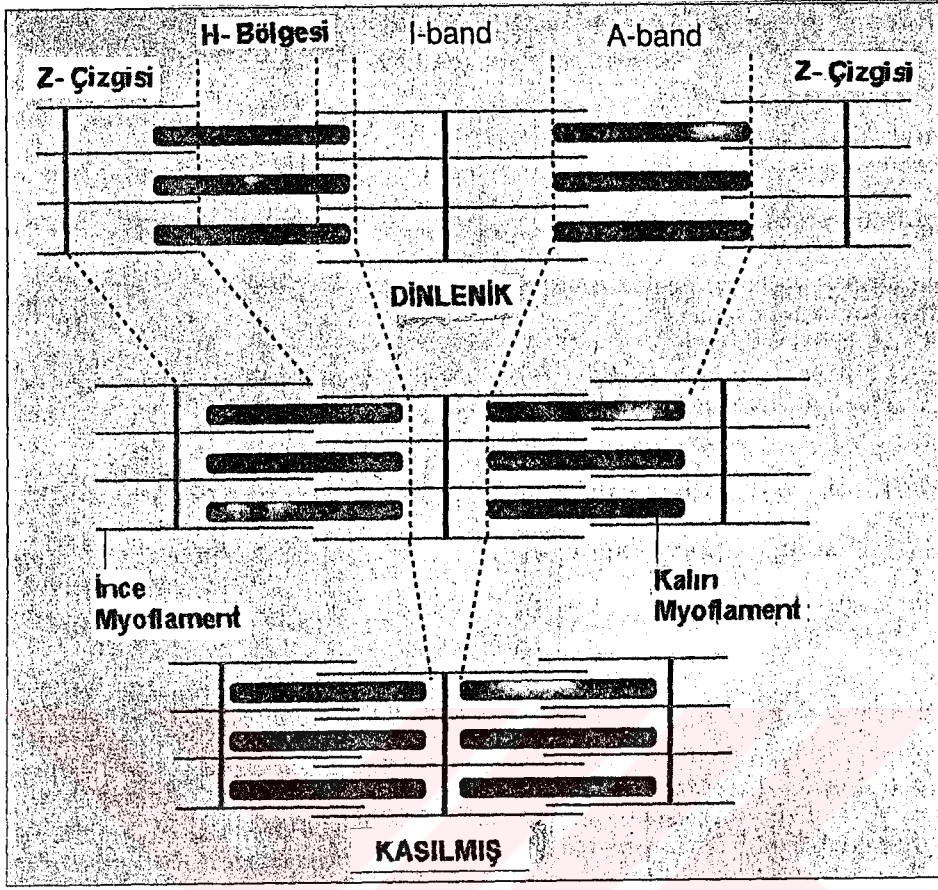 H-Bölgesi
I-band
A-band
Z- Çizgisi
Z- Çizgisi
DİNLENİK
İnce
Myoflament
Kalın
Myoflament
KASILMIŞ